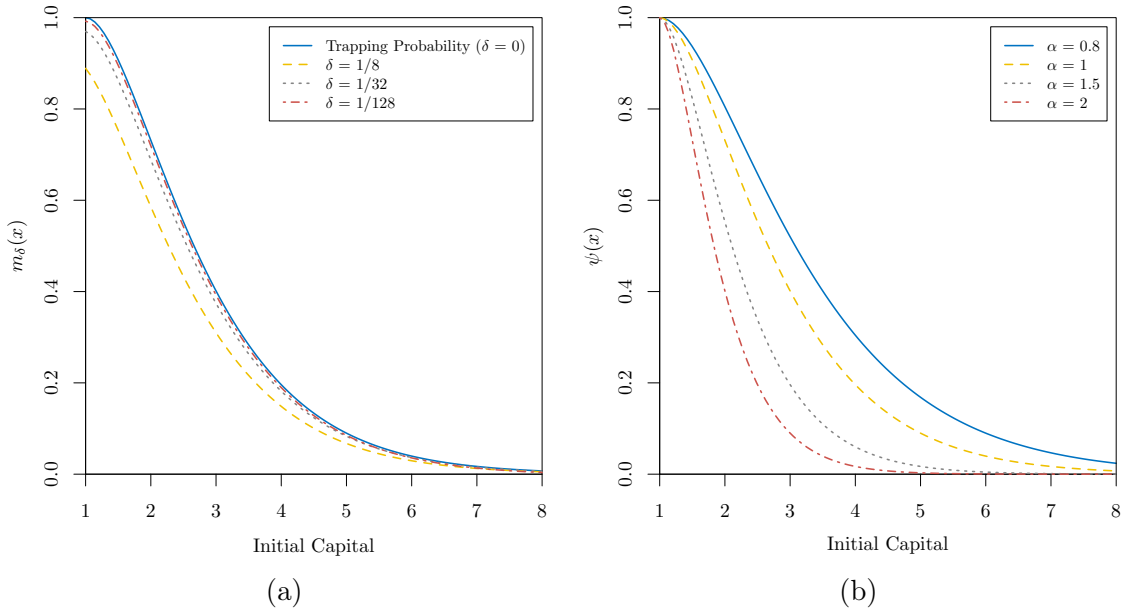 Trapping Probability (δ = 0)
δ = 1/8
δ = 1/32
δ = 1/128
m_δ(x)
1.0
0.8
0.6
0.4
0.2
0.0
1 2 3 4 5 6 7 8
Initial Capital
(a)
α = 0.8
α = 1
α = 1.5
α = 2
ψ(x)
1.0
0.8
0.6
0.4
0.2
0.0
1 2 3 4 5 6 7 8
Initial Capital
(b)